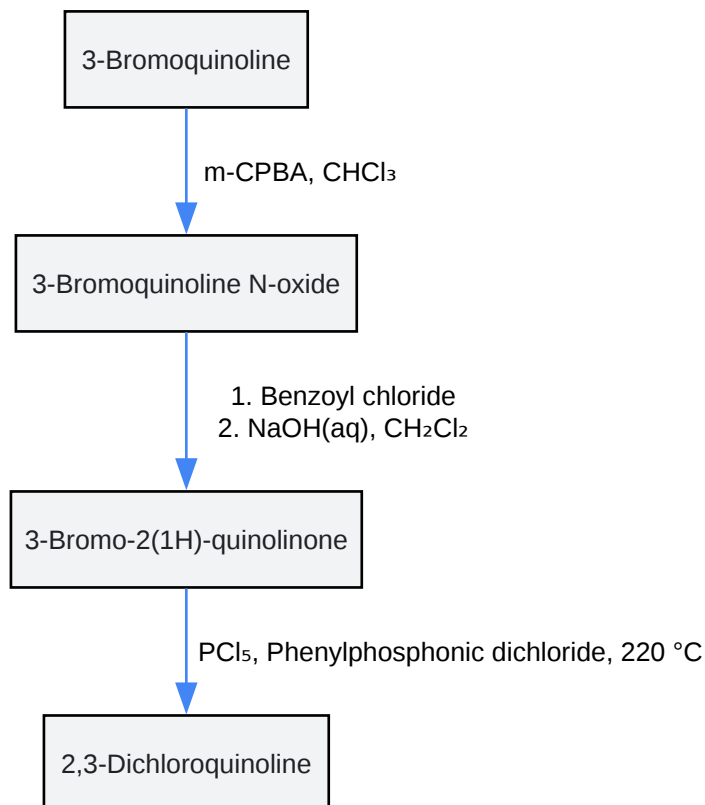 3-Bromoquinoline
m-CPBA, CHCl₃
3-Bromoquinoline N-oxide
1. Benzoyl chloride
2. NaOH(aq), CH₂Cl₂
3-Bromo-2(1H)-quinolinone
PCl₅, Phenylphosphonic dichloride, 220 °C
2,3-Dichloroquinoline